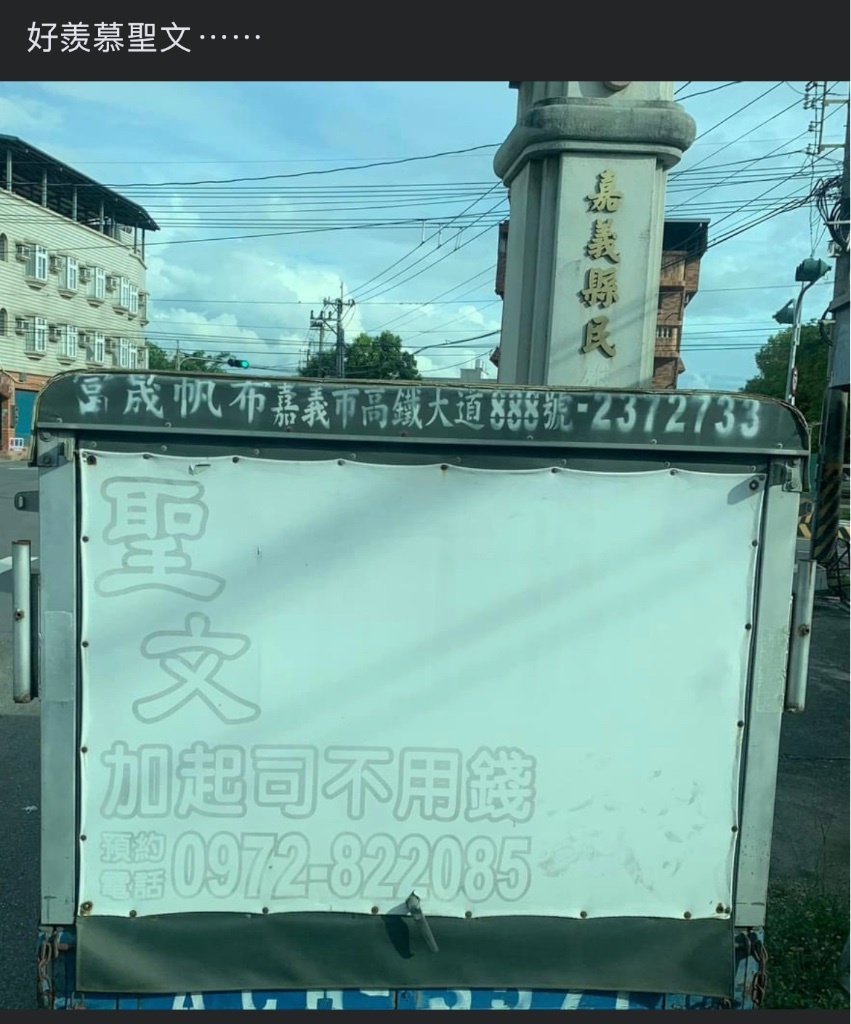 好羨慕聖文⋯⋯
嘉義縣民
富晟帆布嘉義市高鐵大道888號-2372733
聖
文
加起司不用錢
預約電話 0972-822085